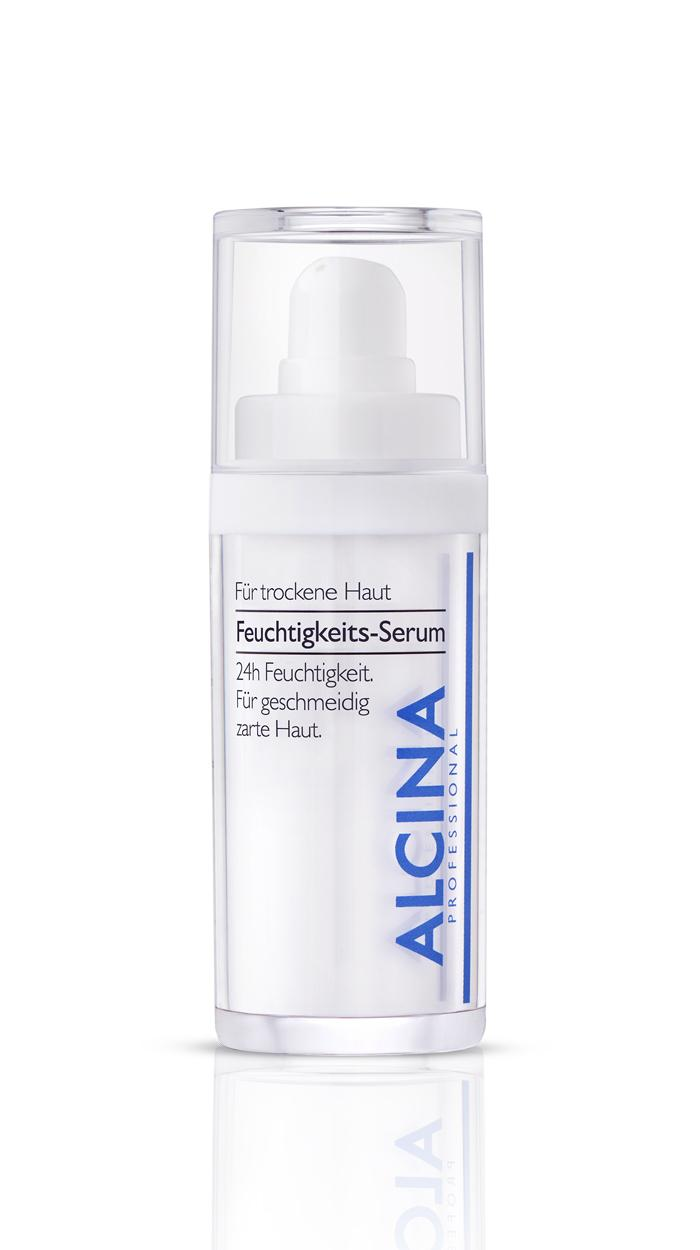 Für trockene Haut
Feuchtigkeits-Serum
24h Feuchtigkeit.
Für geschmeidig
zarte Haut.
ALCINA
PROFESSIONAL